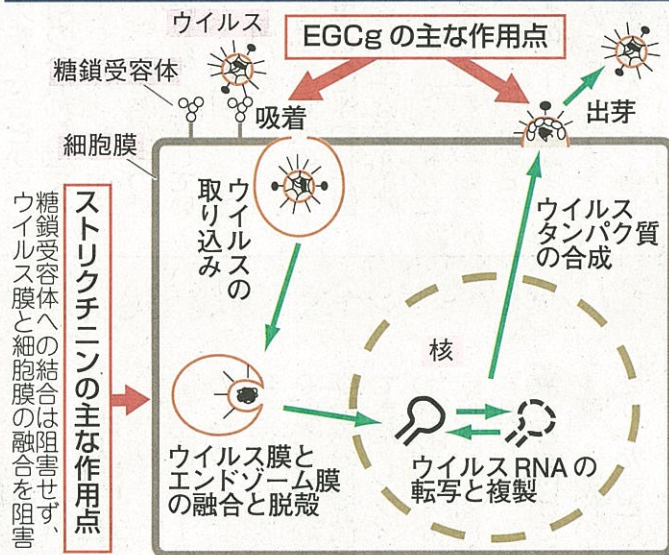 ウイルス
EGCgの主な作用点
糖鎖受容体
吸着
出芽
細胞膜
ウイルスの
取り込み
ウイルス
タンパク質
の合成
核
ストリクチニンの主な作用点
糖鎖受容体への結合は阻害せず、
ウイルス膜と細胞膜の融合を阻害
ウイルス膜と
エンドゾーム膜
の融合と脱殻
ウイルスRNAの
転写と複製